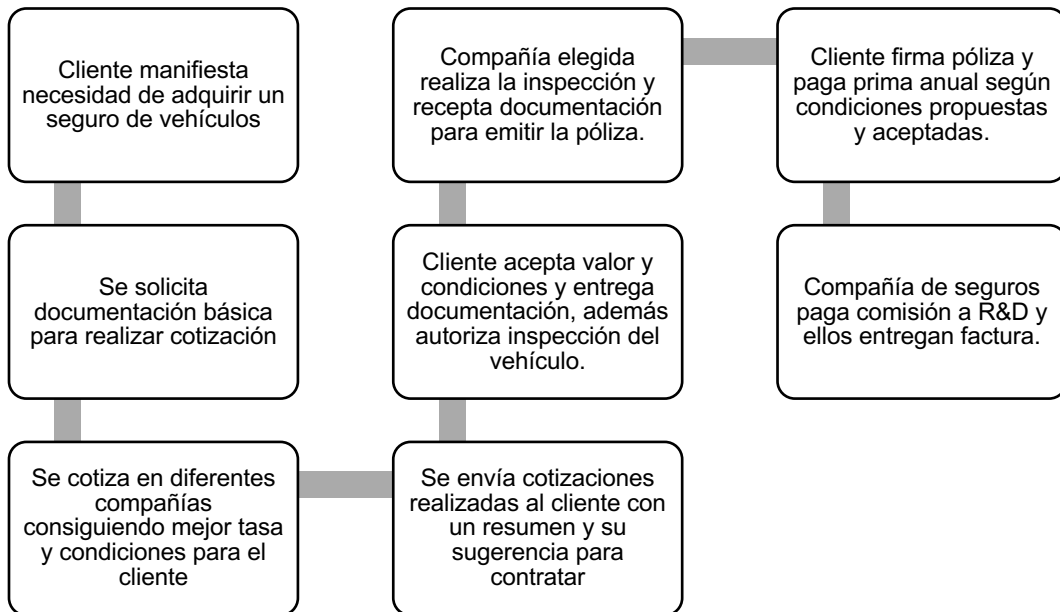 Cliente manifiesta
necesidad de adquirir un
seguro de vehículos
Se solicita
documentación básica
para realizar cotización
Se cotiza en diferentes
compañías
consiguiendo mejor tasa
y condiciones para el
cliente
Se envía cotizaciones
realizadas al cliente con
un resumen y su
sugerencia para
contratar
Cliente acepta valor y
condiciones y entrega
documentación, además
autoriza inspección del
vehículo.
Compañía elegida
realiza la inspección y
recepta documentación
para emitir la póliza.
Cliente firma póliza y
paga prima anual según
condiciones propuestas
y aceptadas.
Compañía de seguros
paga comisión a R&D y
ellos entregan factura.